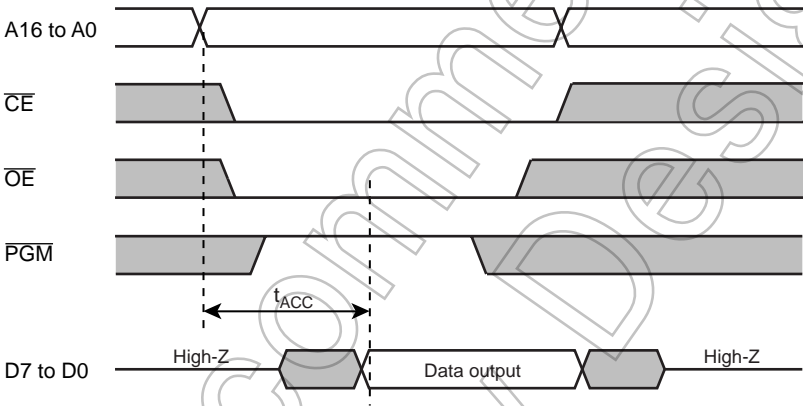 A16 to A0
CE
OE
PGM
tACC
D7 to D0 High-Z Data output High-Z